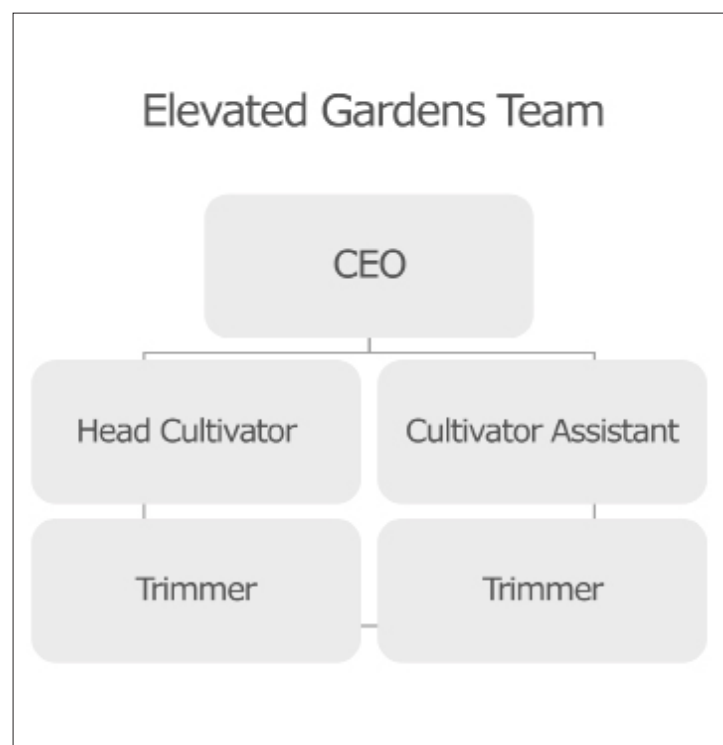 Elevated Gardens Team
CEO
Head Cultivator
Cultivator Assistant
Trimmer
Trimmer